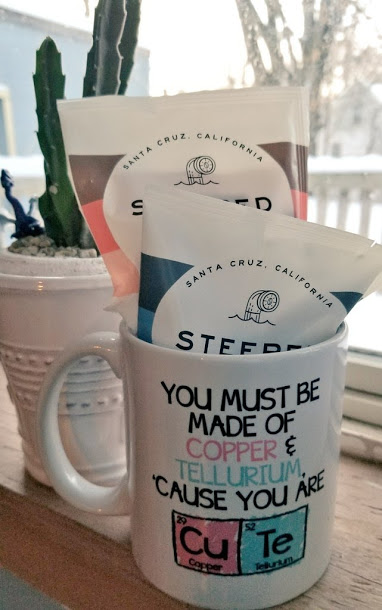 SANTA CRUZ, CALIFORNIA
SANTA CRUZ, CALIFORNIA
STEEPED
YOU MUST BE
MADE OF
COPPER &
TELLURIUM,
'CAUSE YOU ARE
29 52
Cu Te
Copper Tellurium